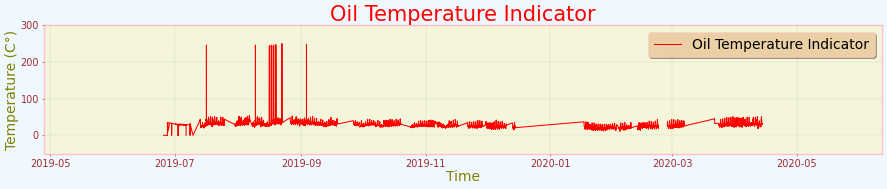 Oil Temperature Indicator
300
200
100
0
Temperature (C°)
Oil Temperature Indicator
2019-05 2019-07 2019-09 2019-11 2020-01 2020-03 2020-05
Time